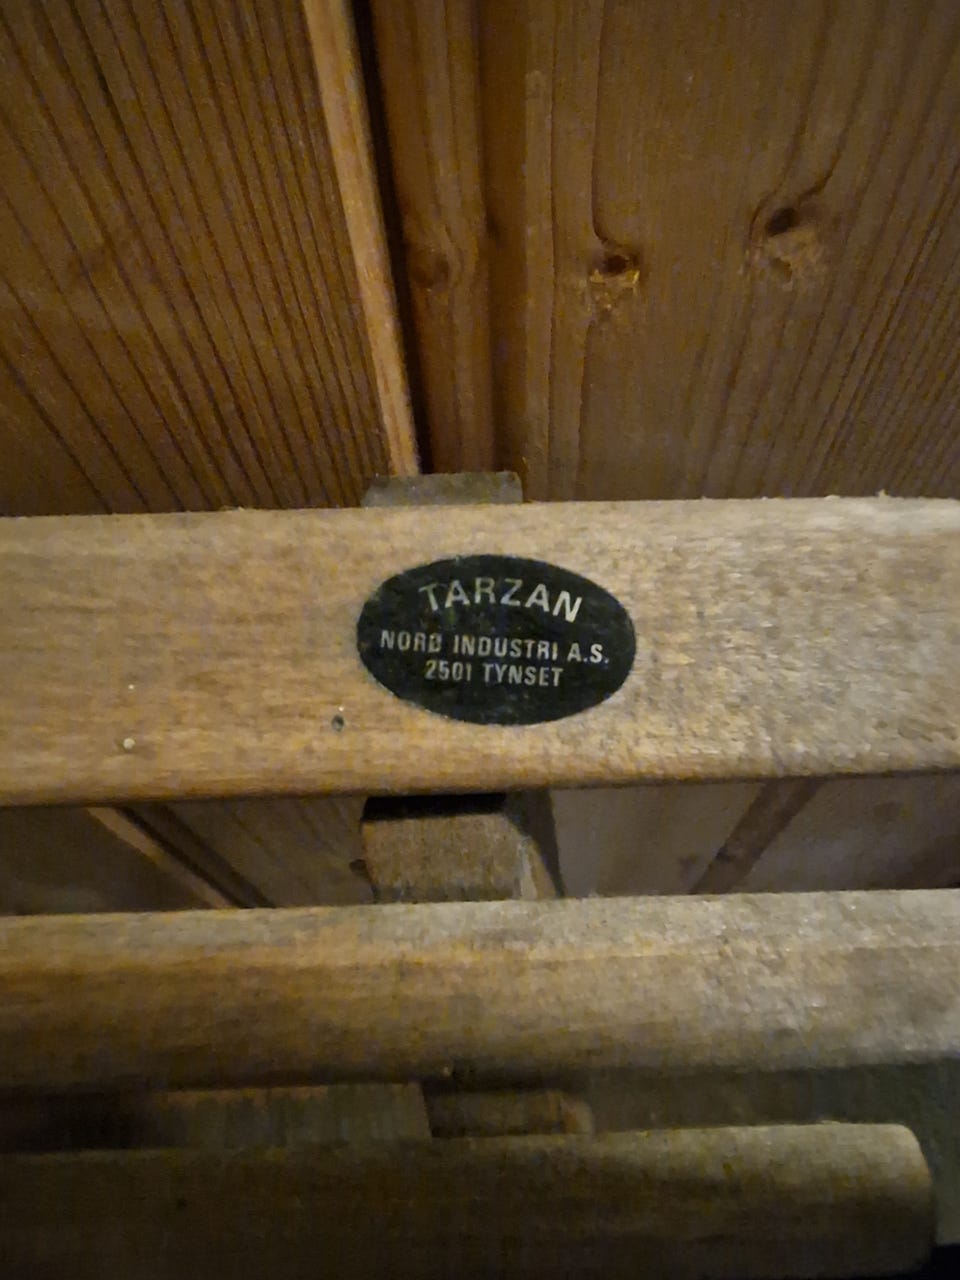 TARZAN
NORD INDUSTRI A.S.
2501 TYNSET